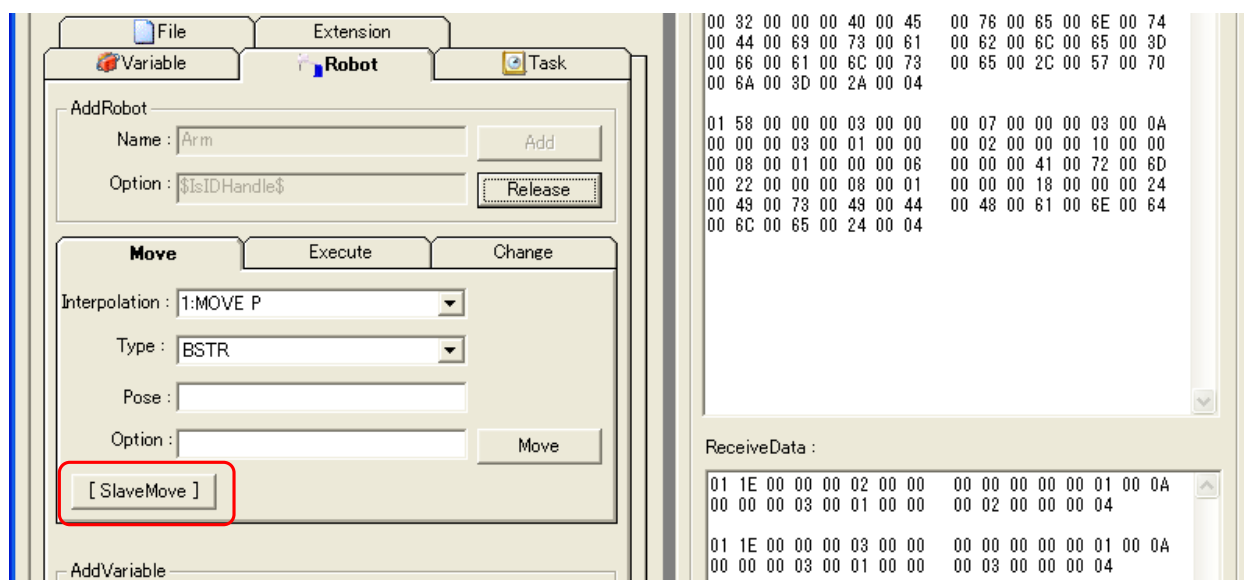 File Extension
Variable Robot Task
AddRobot
Name : Arm Add
Option : $IsIDHandle$ Release
Move Execute Change
Interpolation : 1:MOVE P
Type : BSTR
Pose :
Option : Move
[ SlaveMove ]
AddVariable
00 32 00 00 00 40 00 45 00 76 00 65 00 6E 00 74
00 44 00 69 00 73 00 61 00 62 00 6C 00 65 00 3D
00 66 00 61 00 6C 00 73 00 65 00 2C 00 57 00 70
00 6A 00 3D 00 2A 00 04
01 58 00 00 00 03 00 00 00 07 00 00 00 03 00 0A
00 00 00 03 00 01 00 00 00 02 00 00 00 10 00 00
00 08 00 01 00 00 00 06 00 00 00 41 00 72 00 6D
00 22 00 00 00 08 00 01 00 00 00 18 00 00 00 24
00 49 00 73 00 49 00 44 00 48 00 61 00 6E 00 64
00 6C 00 65 00 24 00 04
ReceiveData :
01 1E 00 00 00 02 00 00 00 00 00 00 00 01 00 0A
00 00 00 03 00 01 00 00 00 02 00 00 00 04
01 1E 00 00 00 03 00 00 00 00 00 00 00 01 00 0A
00 00 00 03 00 01 00 00 00 03 00 00 00 04